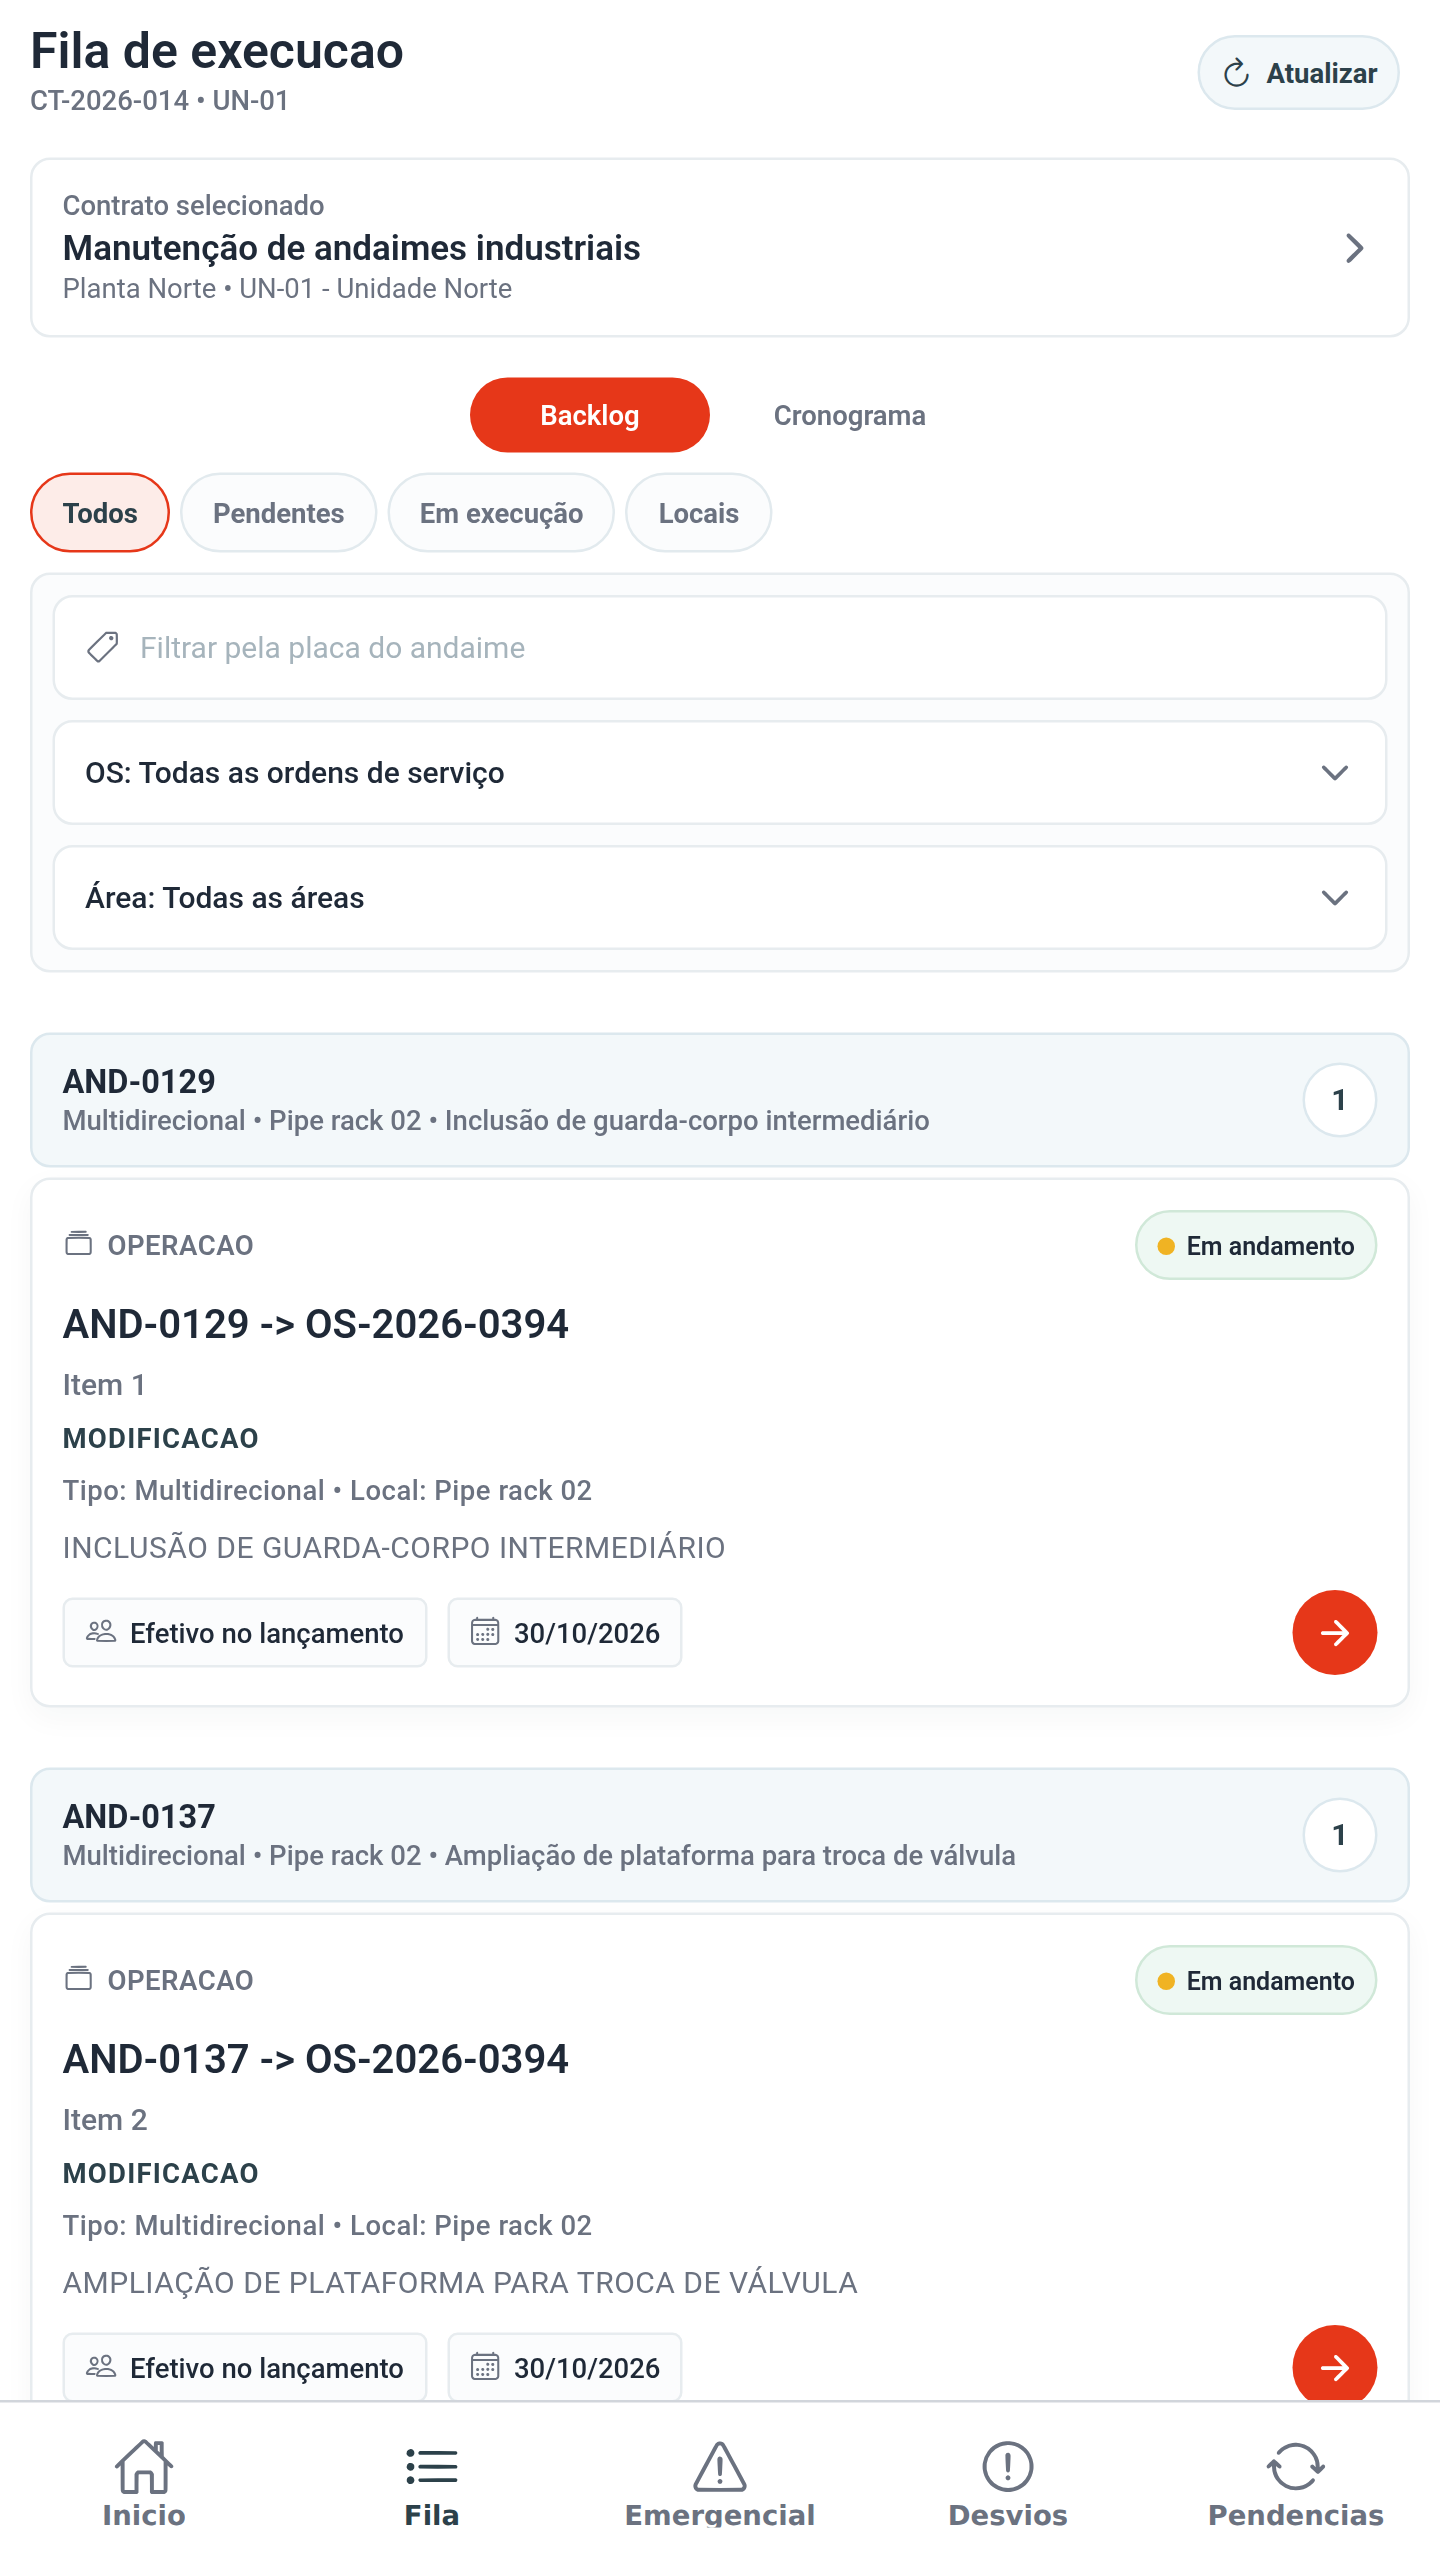 Fila de execucao
CT-2026-014 • UN-01
Atualizar
Contrato selecionado
Manutenção de andaimes industriais
Planta Norte • UN-01 - Unidade Norte
Backlog
Cronograma
Todos
Pendentes
Em execução
Locais
Filtrar pela placa do andaime
OS: Todas as ordens de serviço
Área: Todas as áreas
AND-0129
Multidirecional • Pipe rack 02 • Inclusão de guarda-corpo intermediário
1
OPERACAO
Em andamento
AND-0129 -> OS-2026-0394
Item 1
MODIFICACAO
Tipo: Multidirecional • Local: Pipe rack 02
INCLUSÃO DE GUARDA-CORPO INTERMEDIÁRIO
Efetivo no lançamento
30/10/2026
AND-0137
Multidirecional • Pipe rack 02 • Ampliação de plataforma para troca de válvula
1
OPERACAO
Em andamento
AND-0137 -> OS-2026-0394
Item 2
MODIFICACAO
Tipo: Multidirecional • Local: Pipe rack 02
AMPLIAÇÃO DE PLATAFORMA PARA TROCA DE VÁLVULA
Efetivo no lançamento
30/10/2026
Inicio
Fila
Emergencial
Desvios
Pendencias